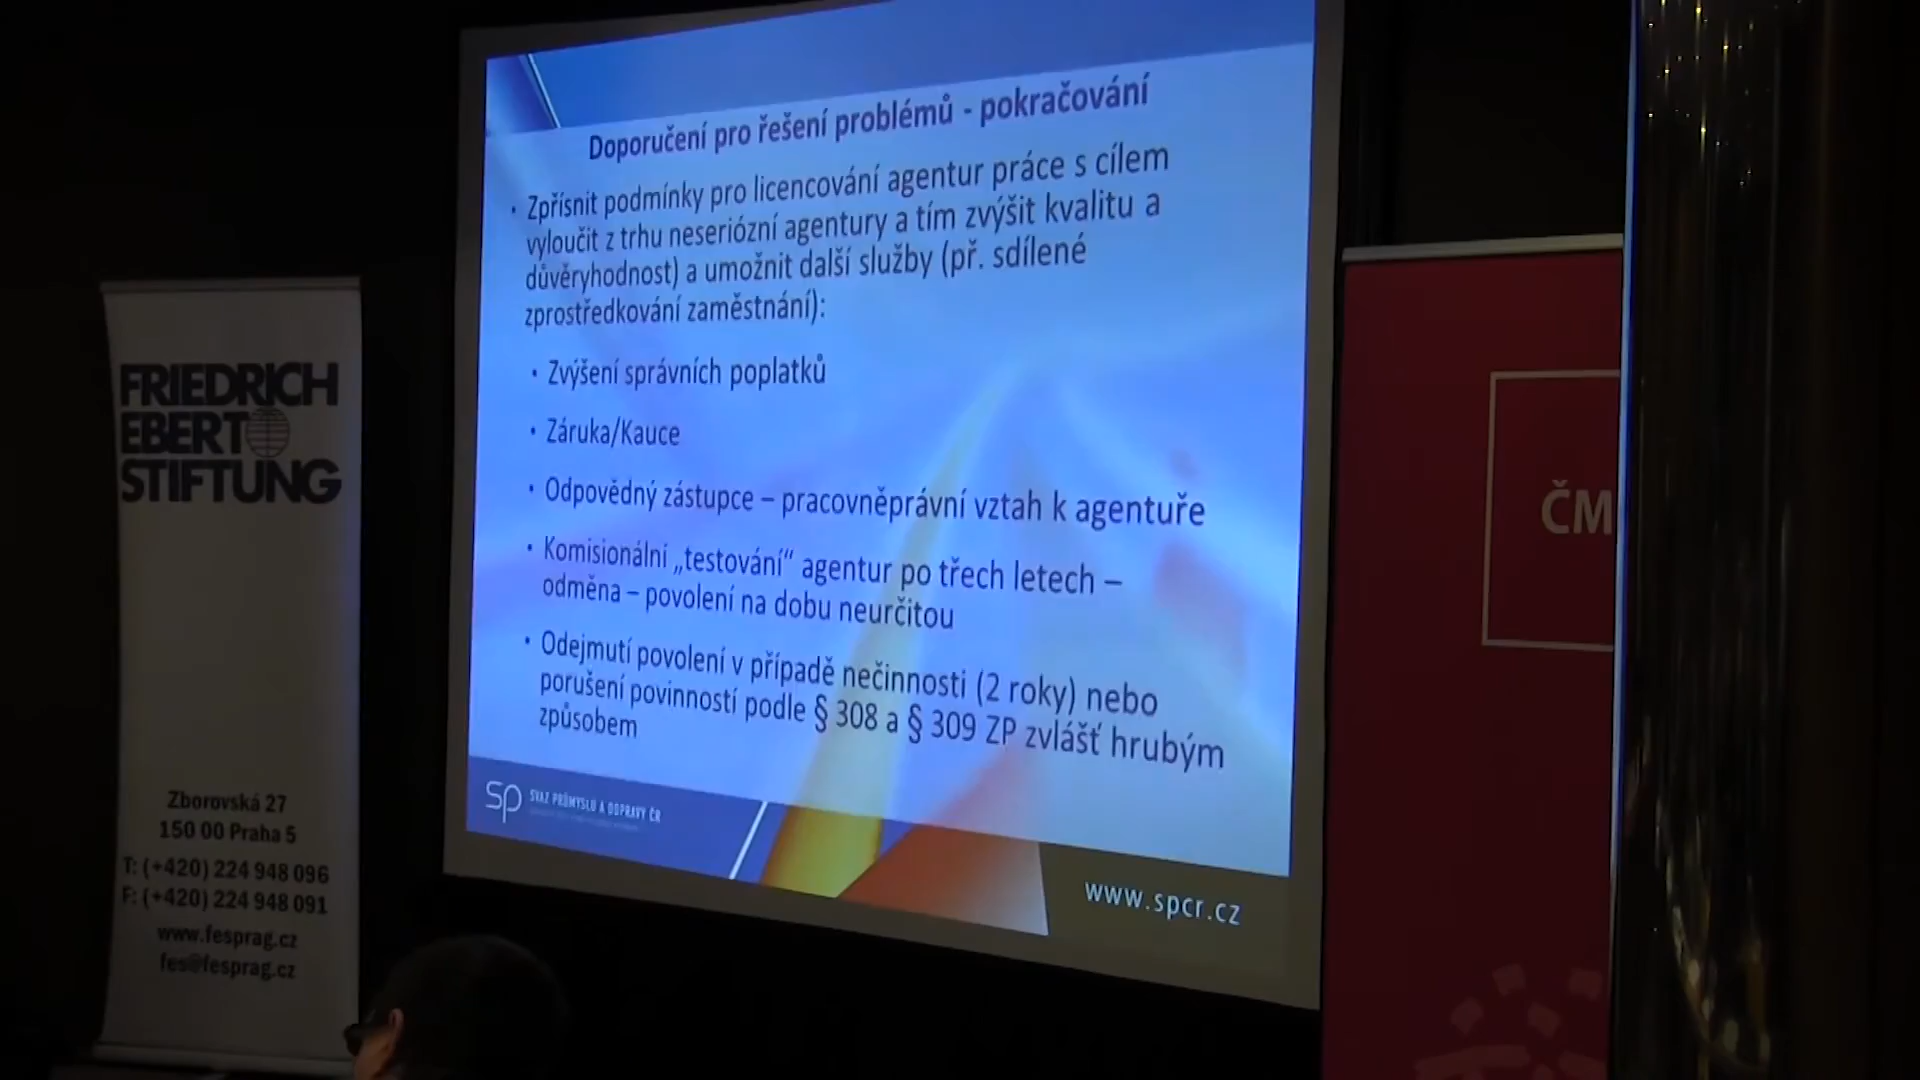 Doporučení pro řešení problémů - pokračování
• Zpřísnit podmínky pro licencování agentur práce s cílem
vyloučit z trhu neseriózní agentury a tím zvýšit kvalitu a
důvěryhodnost) a umožnit další služby (př. sdílené
zprostředkování zaměstnání):
• Zvýšení správních poplatků
• Záruka/Kauce
• Odpovědný zástupce – pracovněprávní vztah k agentuře
• Komisionální „testování“ agentur po třech letech –
odměna – povolení na dobu neurčitou
• Odejmutí povolení v případě nečinnosti (2 roky) nebo
porušení povinností podle § 308 a § 309 ZP zvlášť hrubým
způsobem
SP SVAZ PRŮMYSLU A DOPRAVY ČR
www.spcr.cz
FRIEDRICH
EBERT
STIFTUNG
Zborovská 27
150 00 Praha 5
T: (+420) 224 948 096
F: (+420) 224 948 091
www.fesprag.cz
fes@fesprag.cz
ČM